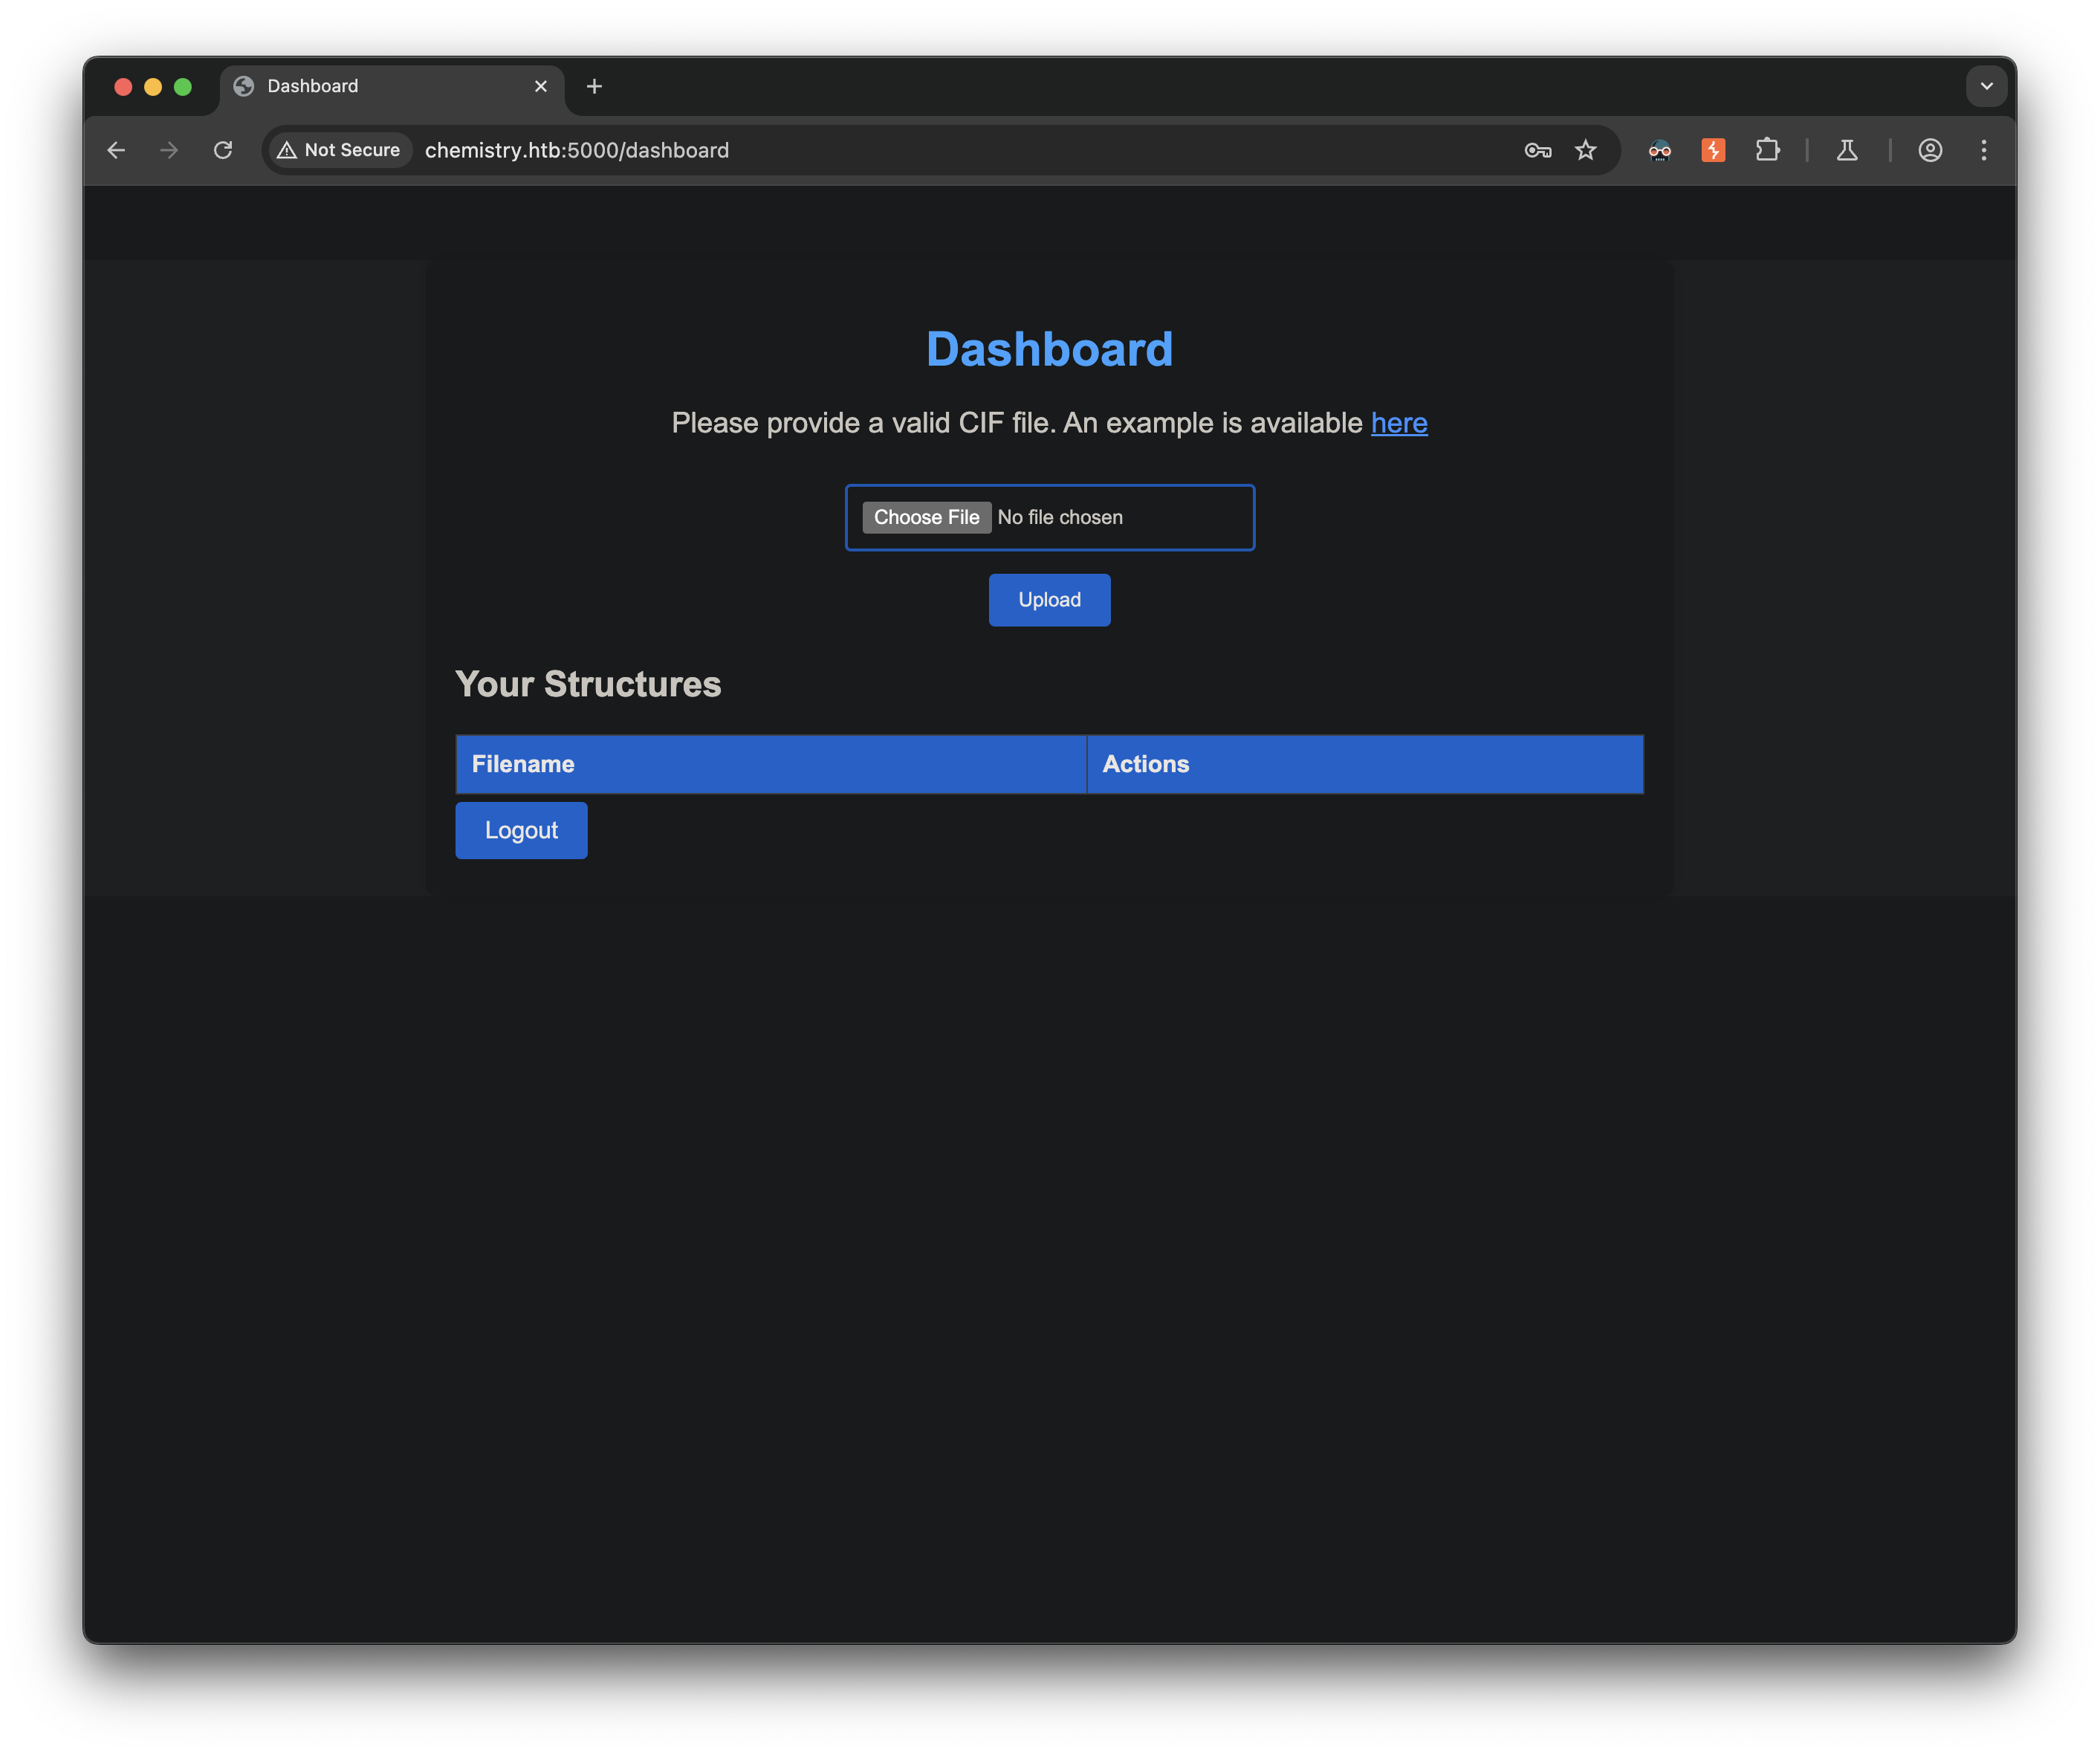 Dashboard
Not Secure
chemistry.htb:5000/dashboard
Dashboard
Please provide a valid CIF file. An example is available here
Choose File No file chosen
Upload
Your Structures
Filename Actions
Logout